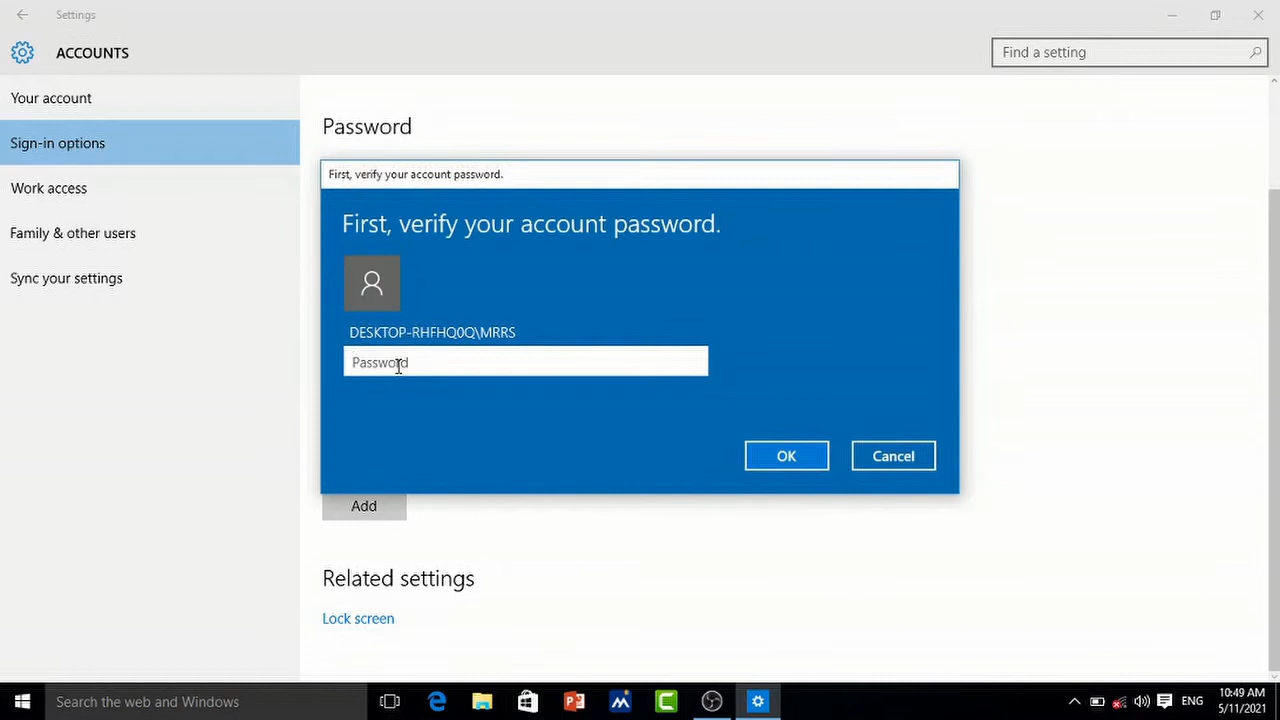 Settings
ACCOUNTS
Find a setting
Your account
Sign-in options
Work access
Family & other users
Sync your settings
Password
First, verify your account password.
First, verify your account password.
DESKTOP-RHFHQ0Q\MRRS
Password
OK
Cancel
Add
Related settings
Lock screen
Search the web and Windows
ENG
10:49 AM
5/11/2021